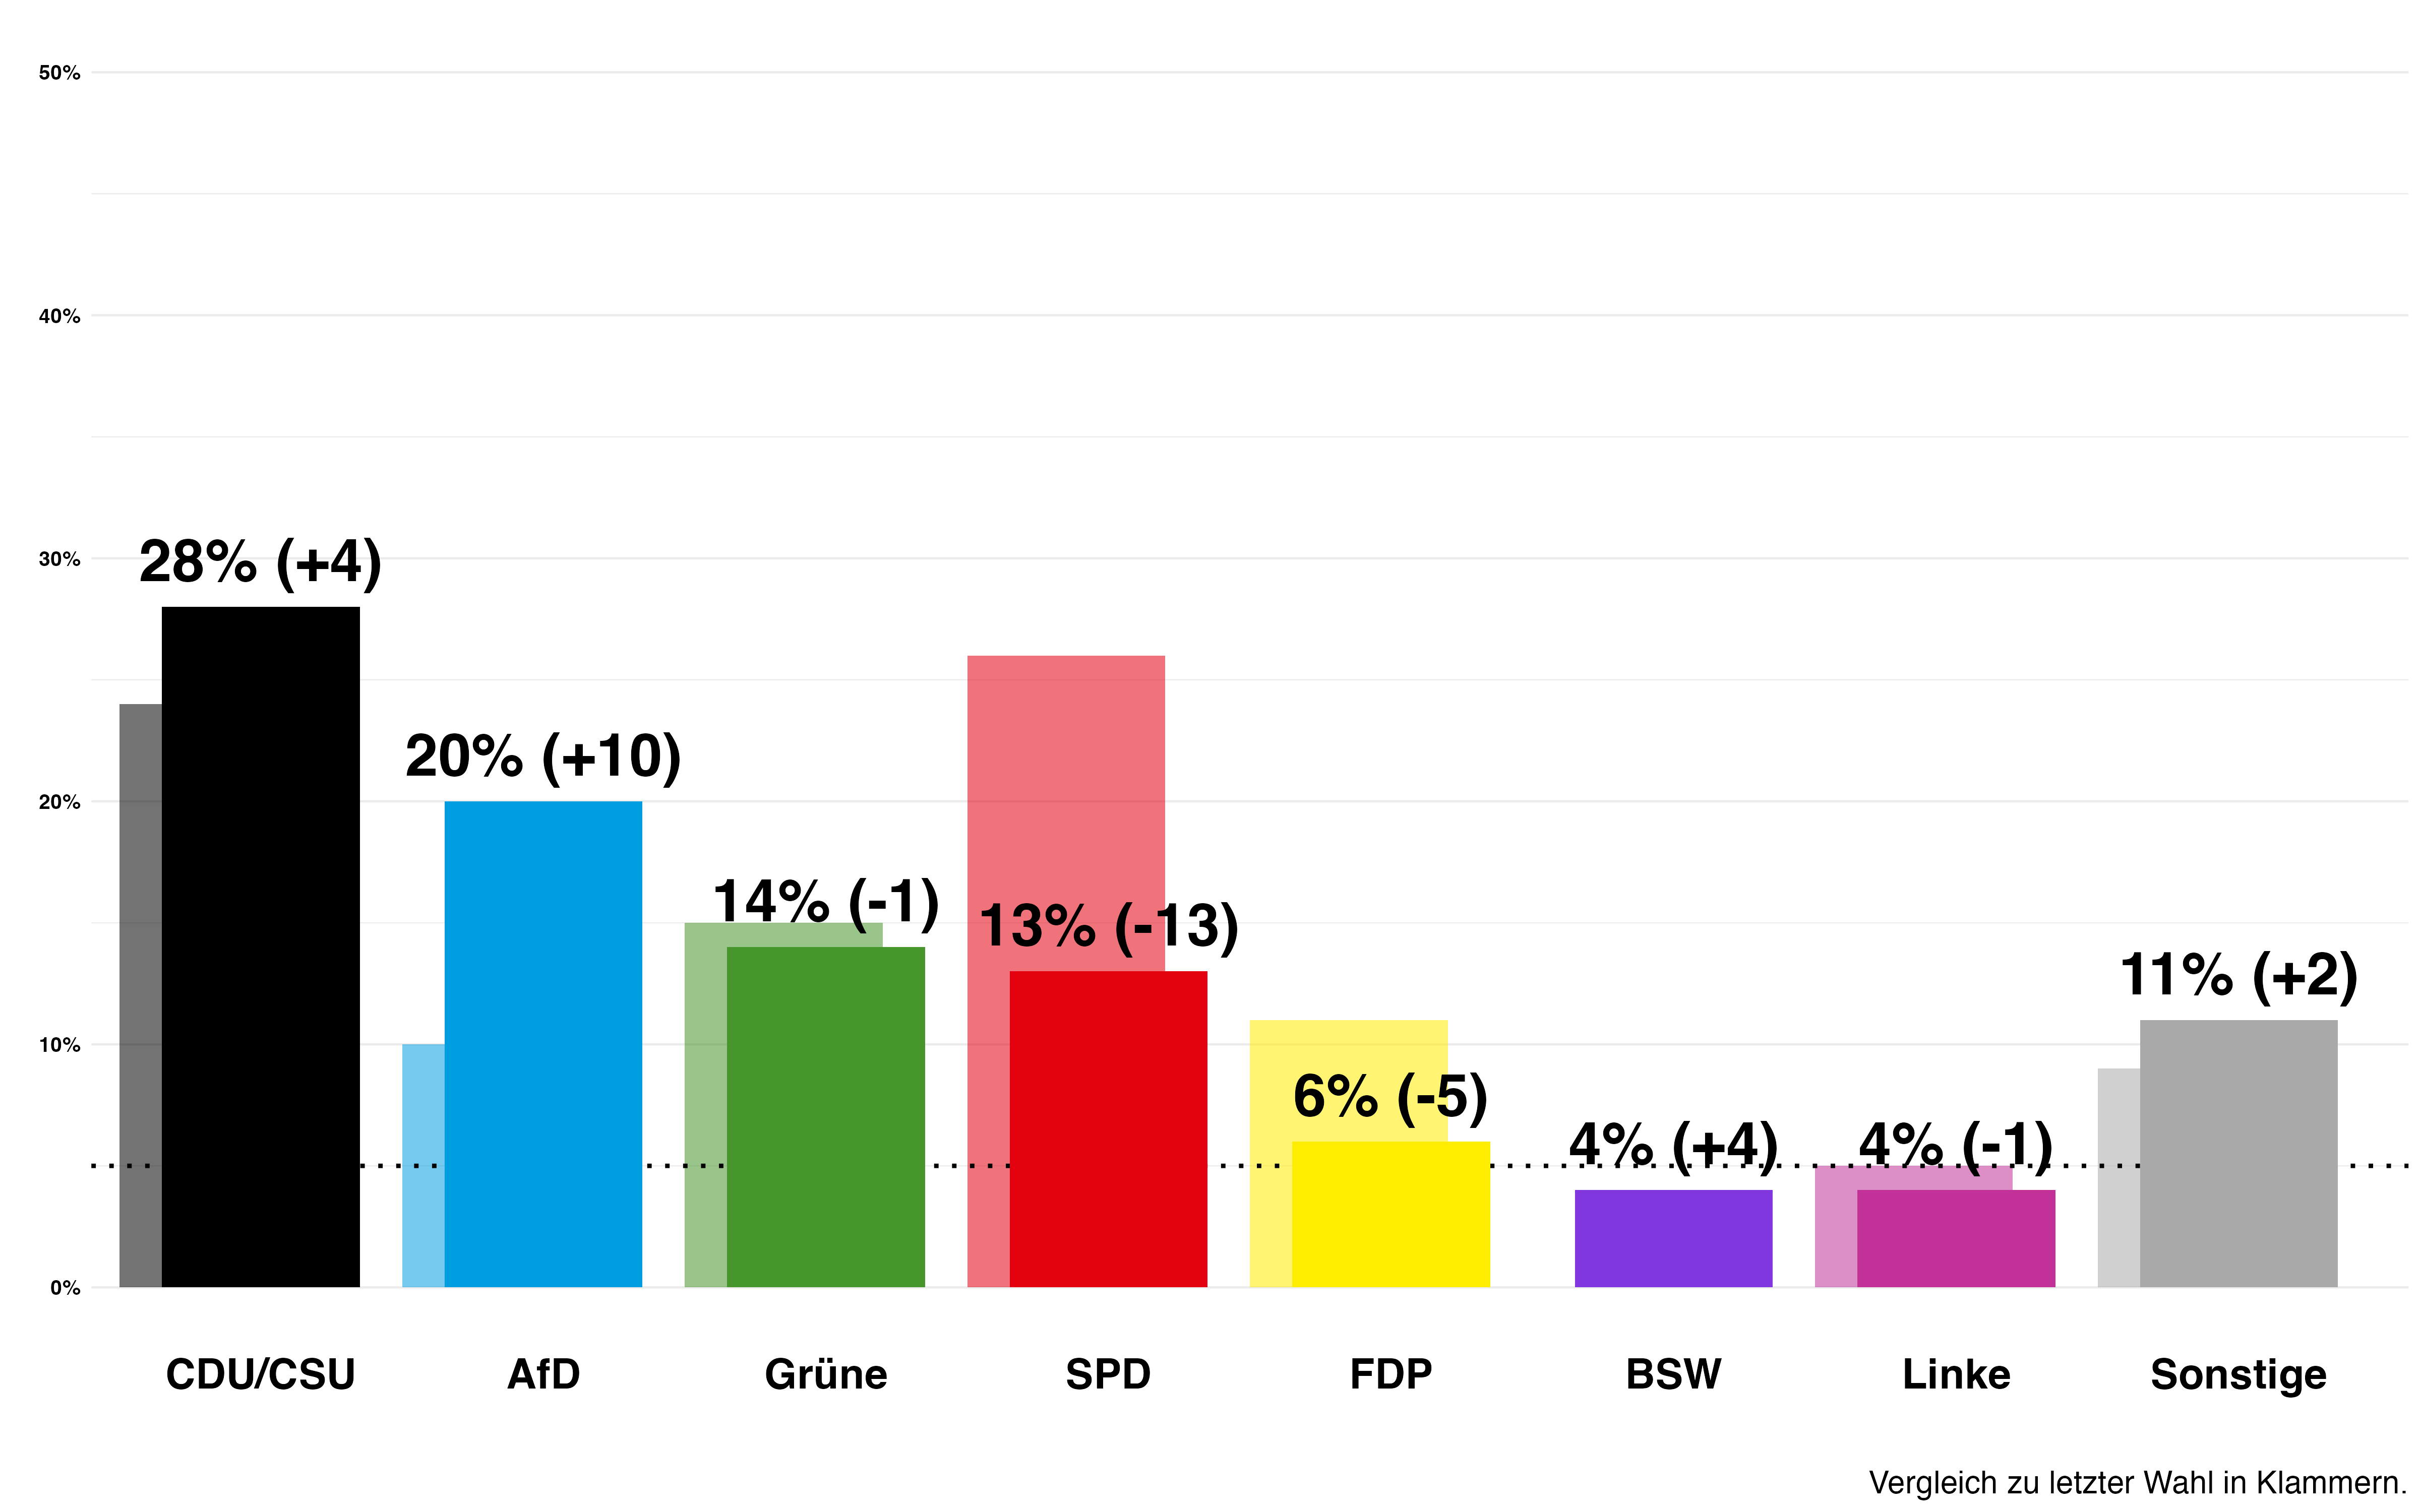 50%
40%
30%
20%
10%
0%
28% (+4)
20% (+10)
14% (-1)
13% (-13)
6% (-5)
4% (+4)
4% (-1)
11% (+2)
CDU/CSU
AfD
Grüne
SPD
FDP
BSW
Linke
Sonstige
Vergleich zu letzter Wahl in Klammern.